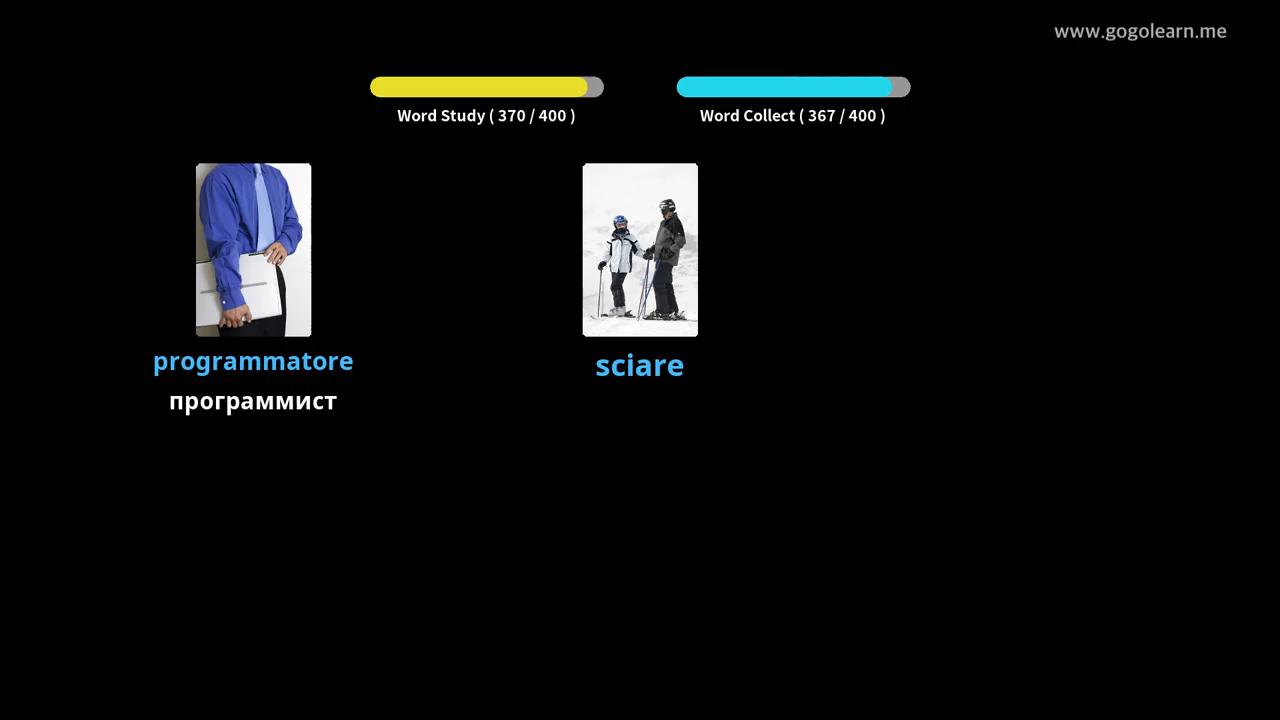 www.gogolearn.me
Word Study ( 370 / 400 )
Word Collect ( 367 / 400 )
programmatore
программист
sciare